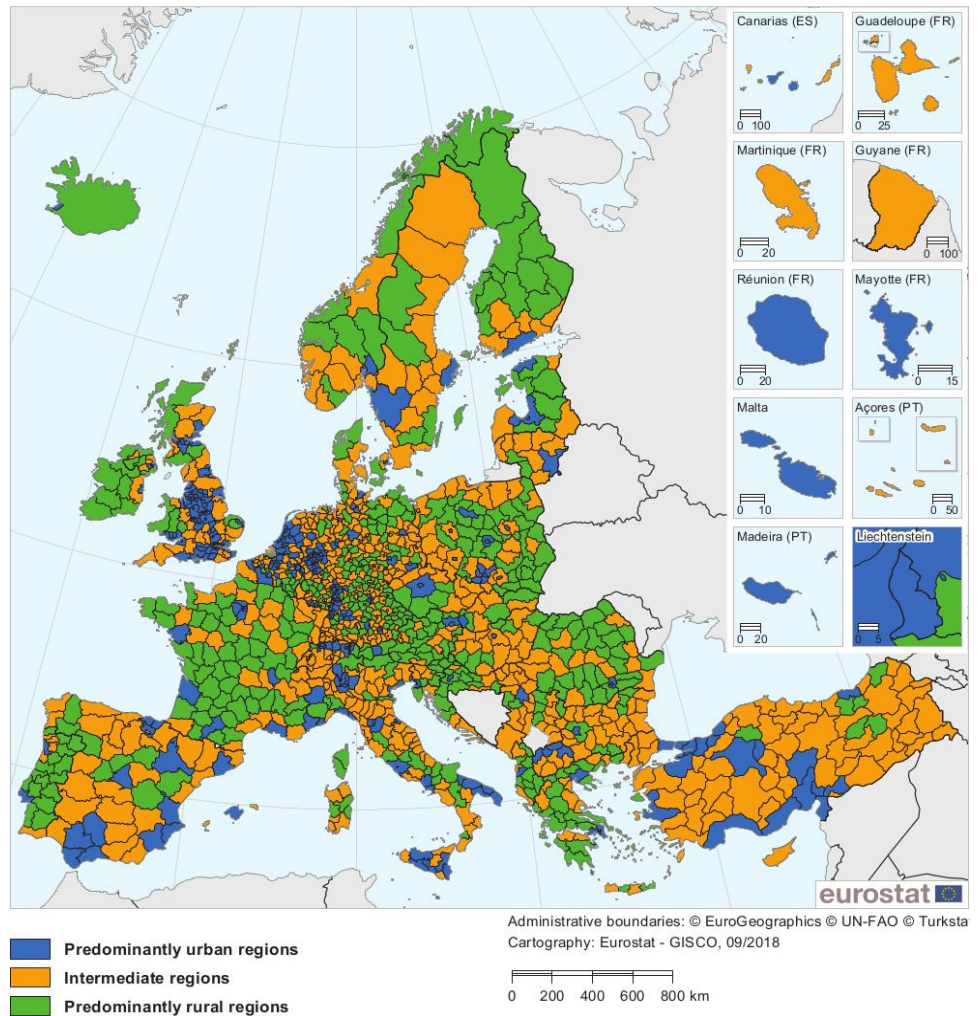 Canarias (ES)
0 100
Guadeloupe (FR)
0 25
Martinique (FR)
0 20
Guyane (FR)
0 100
Réunion (FR)
0 20
Mayotte (FR)
0 15
Malta
0 10
Açores (PT)
0 50
Madeira (PT)
0 20
Liechtenstein
0 5
eurostat
Administrative boundaries: © EuroGeographics © UN-FAO © Turkstat
Cartography: Eurostat - GISCO, 09/2018
Predominantly urban regions
Intermediate regions
Predominantly rural regions
0 200 400 600 800 km